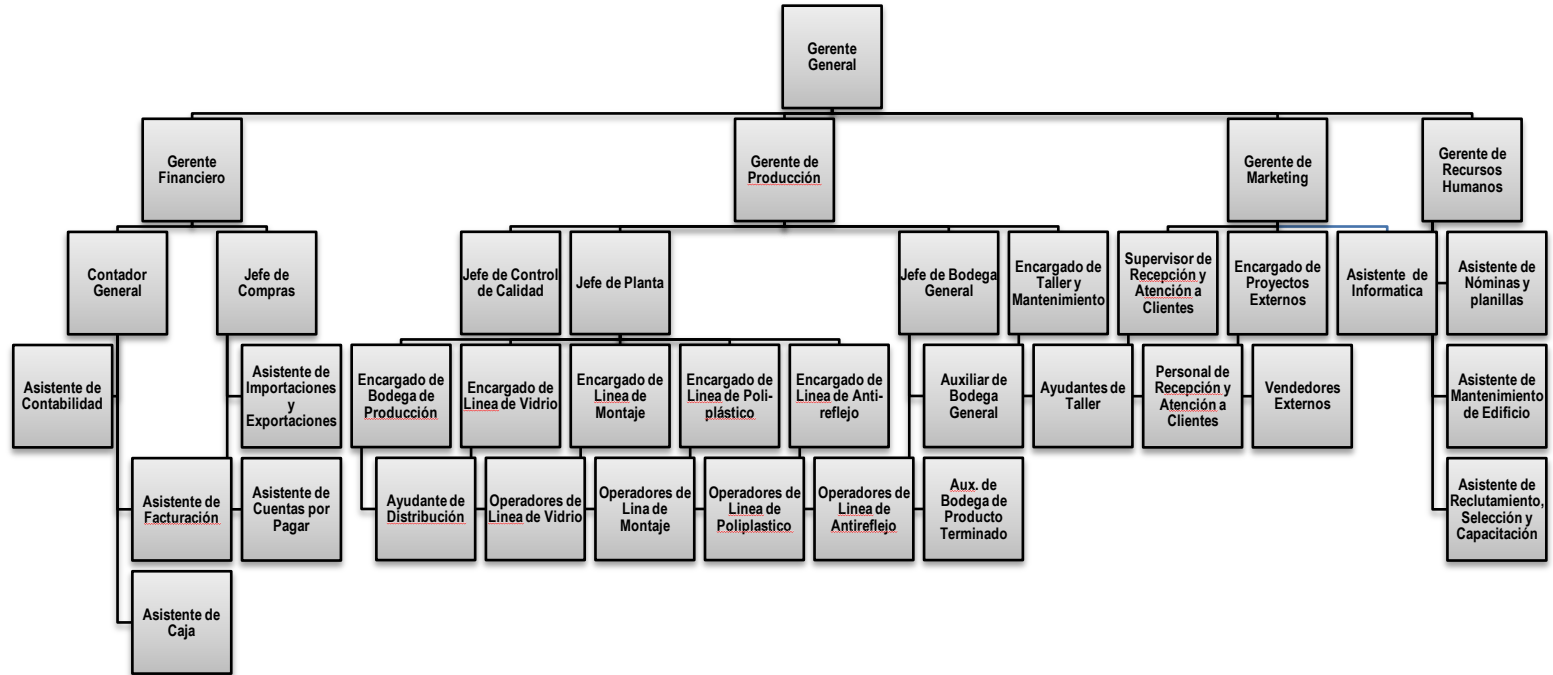 Gerente
General
Gerente
Financiero
Gerente de
Producción
Gerente de
Marketing
Gerente de
Recursos
Humanos
Contador
General
Jefe de
Compras
Jefe de Control
de Calidad
Jefe de Planta
Jefe de Bodega
General
Encargado de
Taller y
Mantenimiento
Supervisor de
Recepción y
Atención a
Clientes
Encargado de
Proyectos
Externos
Asistente de
Informatica
Asistente de
Nóminas y
planillas
Asistente de
Contabilidad
Asistente de
Importaciones
y
Exportaciones
Encargado de
Bodega de
Producción
Encargado de
Linea de Vidrio
Encargado de
Linea de
Montaje
Encargado de
Linea de Poli-
plástico
Encargado de
Linea de Anti-
reflejo
Auxiliar de
Bodega
General
Ayudantes de
Taller
Personal de
Recepción y
Atención a
Clientes
Vendedores
Externos
Asistente de
Mantenimiento
de Edificio
Asistente de
Facturación
Asistente de
Cuentas por
Pagar
Ayudante de
Distribución
Operadores de
Linea de Vidrio
Operadores de
Lina de
Montaje
Operadores de
Linea de
Poliplastico
Operadores de
Linea de
Antireflejo
Aux. de
Bodega de
Producto
Terminado
Asistente de
Reclutamiento,
Selección y
Capacitación
Asistente de
Caja